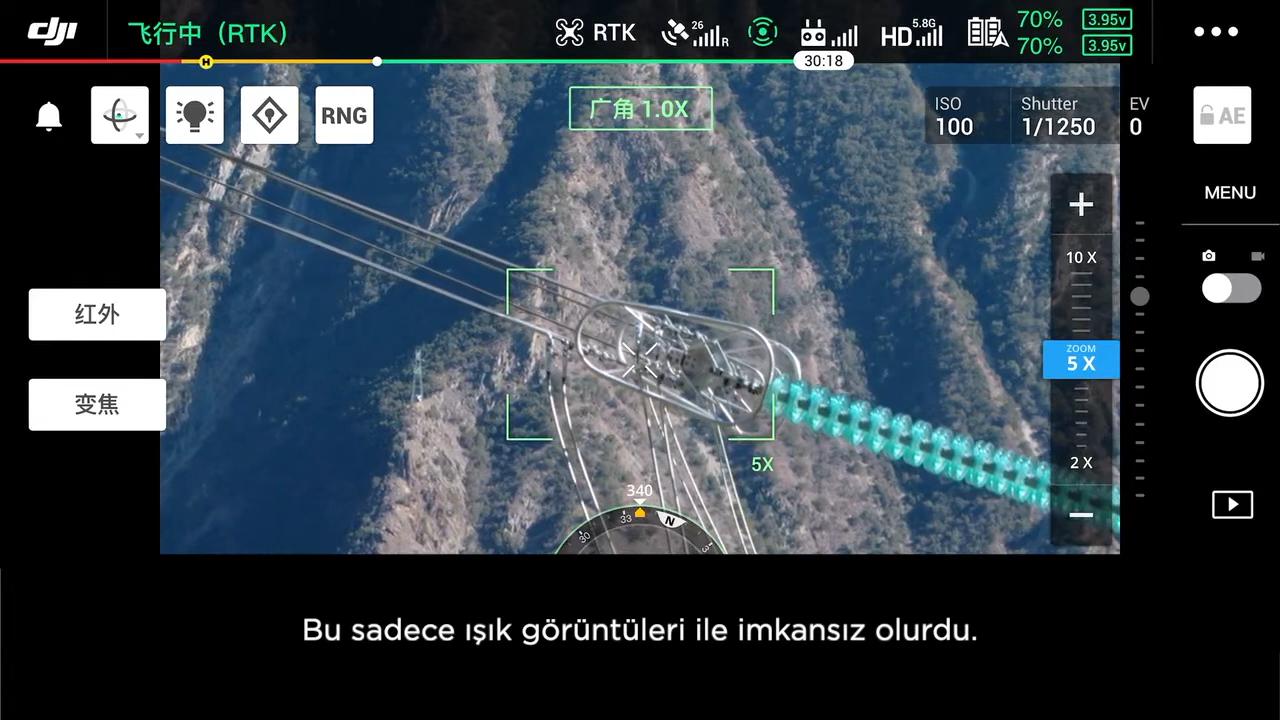 dji
飞行中（RTK）
RTK
26
R
HD 5.8G
70% 3.95v
70% 3.95v
30:18
RNG
广角 1.0X
ISO
100
Shutter
1/1250
EV
0
AE
MENU
10 X
ZOOM
5 X
2 X
红外
变焦
5X
340
33
N
30
3
H
Bu sadece ışık görüntüleri ile imkansız olurdu.